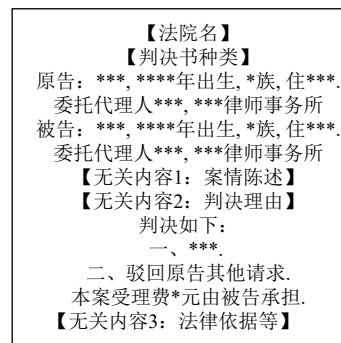 【法院名】
【判决书种类】
原告：***, ****年出生, *族, 住***.
委托代理人***, ***律师事务所
被告：***, ****年出生, *族, 住***.
委托代理人***, ***律师事务所
【无关内容1：案情陈述】
【无关内容2：判决理由】
判决如下：
一、***.
二、驳回原告其他请求.
本案受理费*元由被告承担.
【无关内容3：法律依据等】